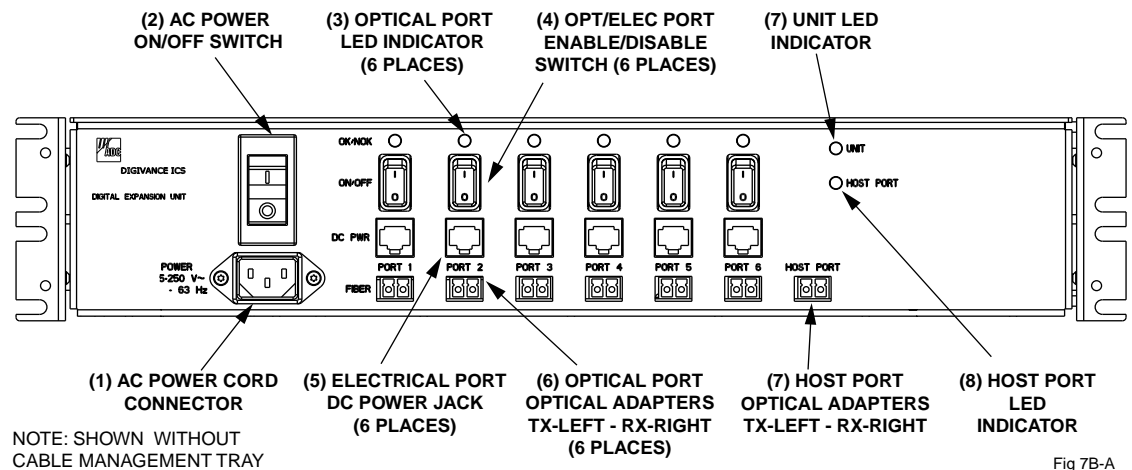 (2) AC POWER
ON/OFF SWITCH
(3) OPTICAL PORT
LED INDICATOR
(6 PLACES)
(4) OPT/ELEC PORT
ENABLE/DISABLE
SWITCH (6 PLACES)
(7) UNIT LED
INDICATOR
ADC
DIGIVANCE ICS
DIGITAL EXPANSION UNIT
OK/NOK
ON/OFF
DC PWR
UNIT
HOST PORT
POWER
5-250 V~
- 63 Hz
PORT 1 PORT 2 PORT 3 PORT 4 PORT 5 PORT 6 HOST PORT
FIBER
(1) AC POWER CORD
CONNECTOR
(5) ELECTRICAL PORT
DC POWER JACK
(6 PLACES)
(6) OPTICAL PORT
OPTICAL ADAPTERS
TX-LEFT - RX-RIGHT
(6 PLACES)
(7) HOST PORT
OPTICAL ADAPTERS
TX-LEFT - RX-RIGHT
(8) HOST PORT
LED
INDICATOR
NOTE: SHOWN WITHOUT
CABLE MANAGEMENT TRAY
Fig 7B-A